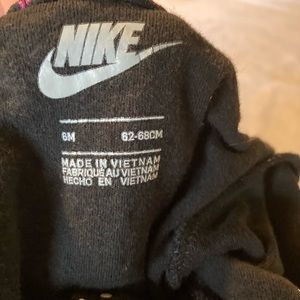 NIKE
6M 62-68CM
MADE IN VIETNAM
FABRIQUÉ AU VIETNAM
HECHO EN VIETNAM